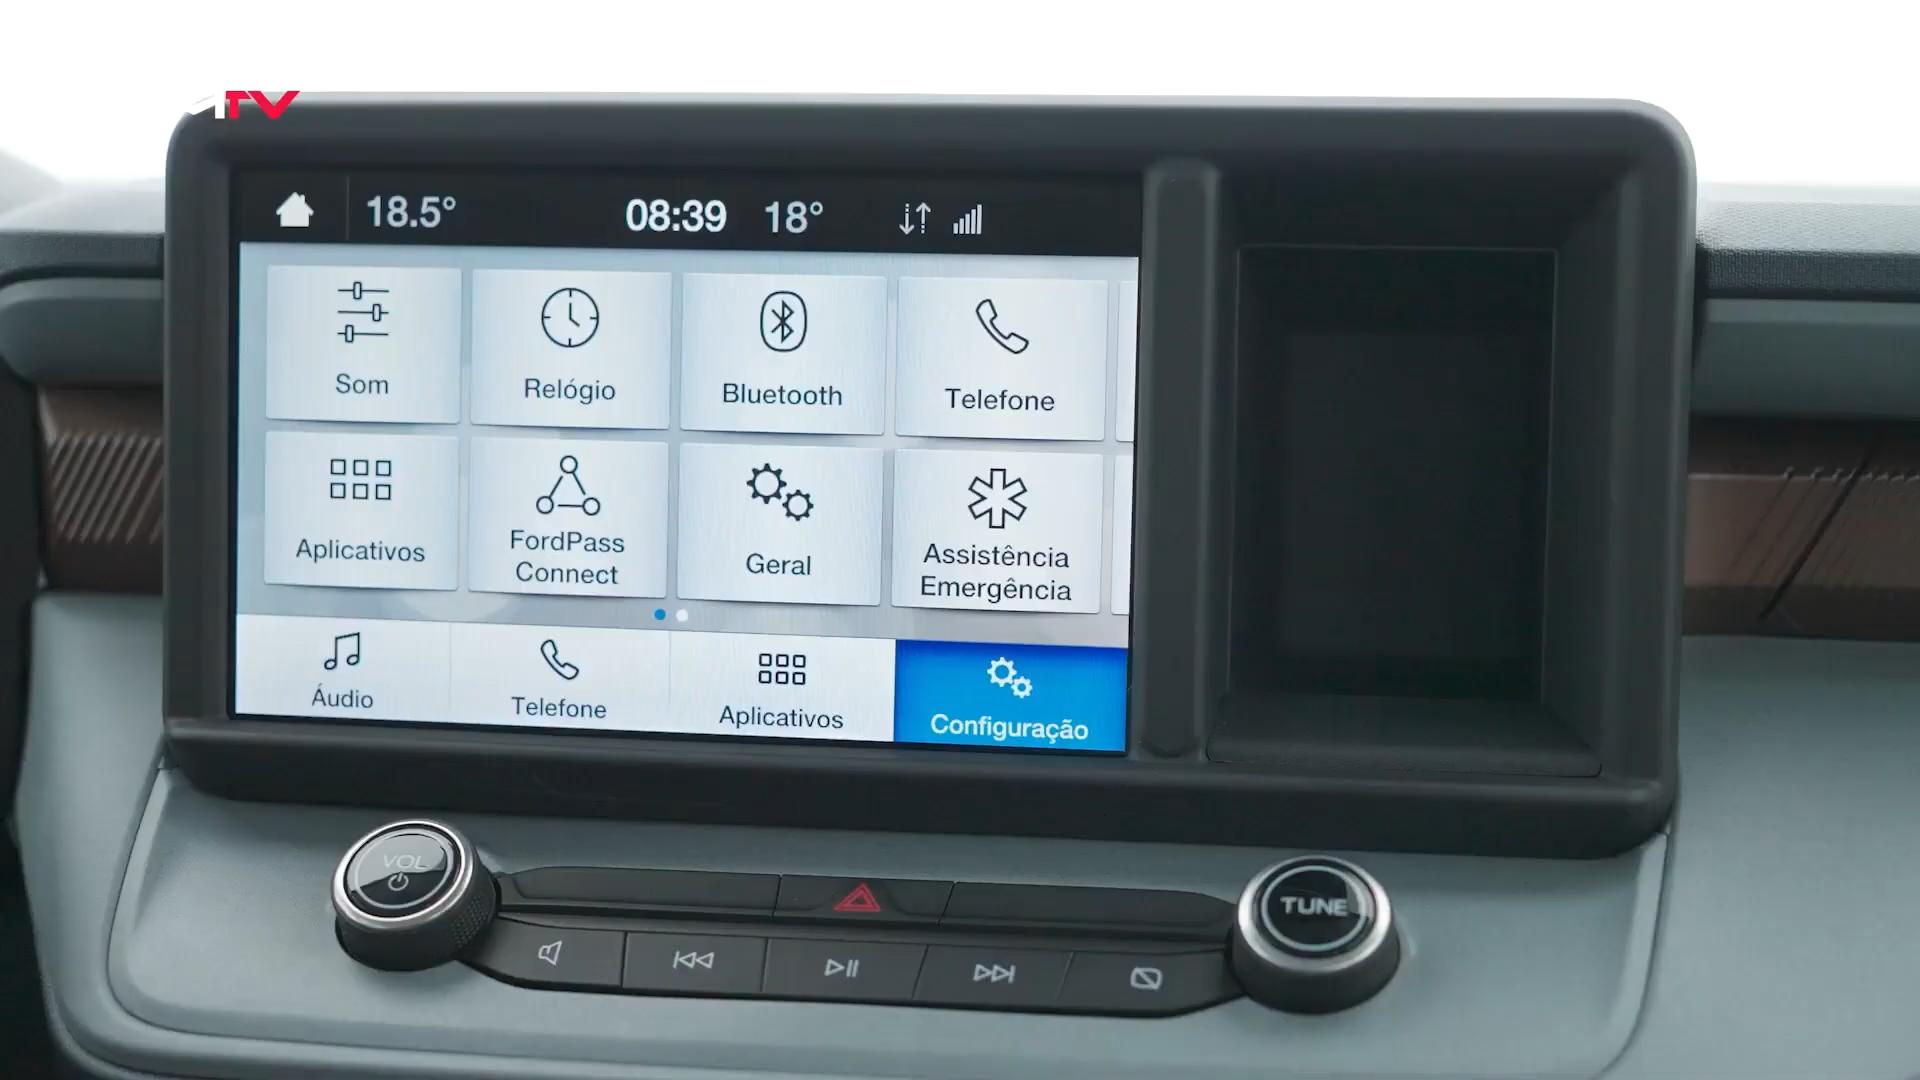 TV
18.5°
08:39
18°
Som
Relógio
Bluetooth
Telefone
Aplicativos
FordPass
Connect
Geral
Assistência
Emergência
Áudio
Telefone
Aplicativos
Configuração
VOL
TUNE